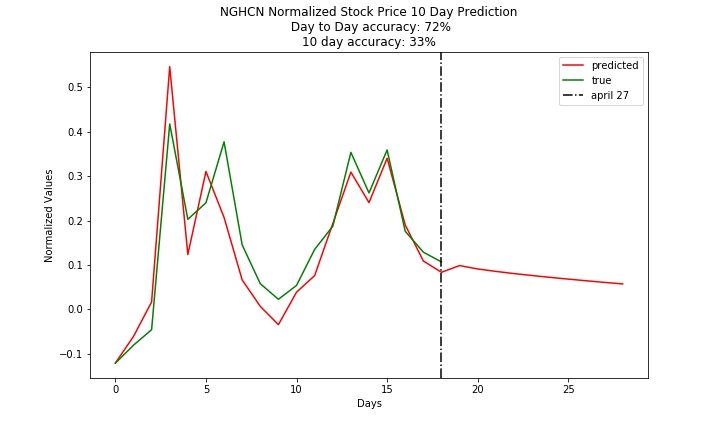 NGHCN Normalized Stock Price 10 Day Prediction
Day to Day accuracy: 72%
10 day accuracy: 33%
predicted
true
april 27
Normalized Values
0.5
0.4
0.3
0.2
0.1
0.0
−0.1
0 5 10 15 20 25
Days